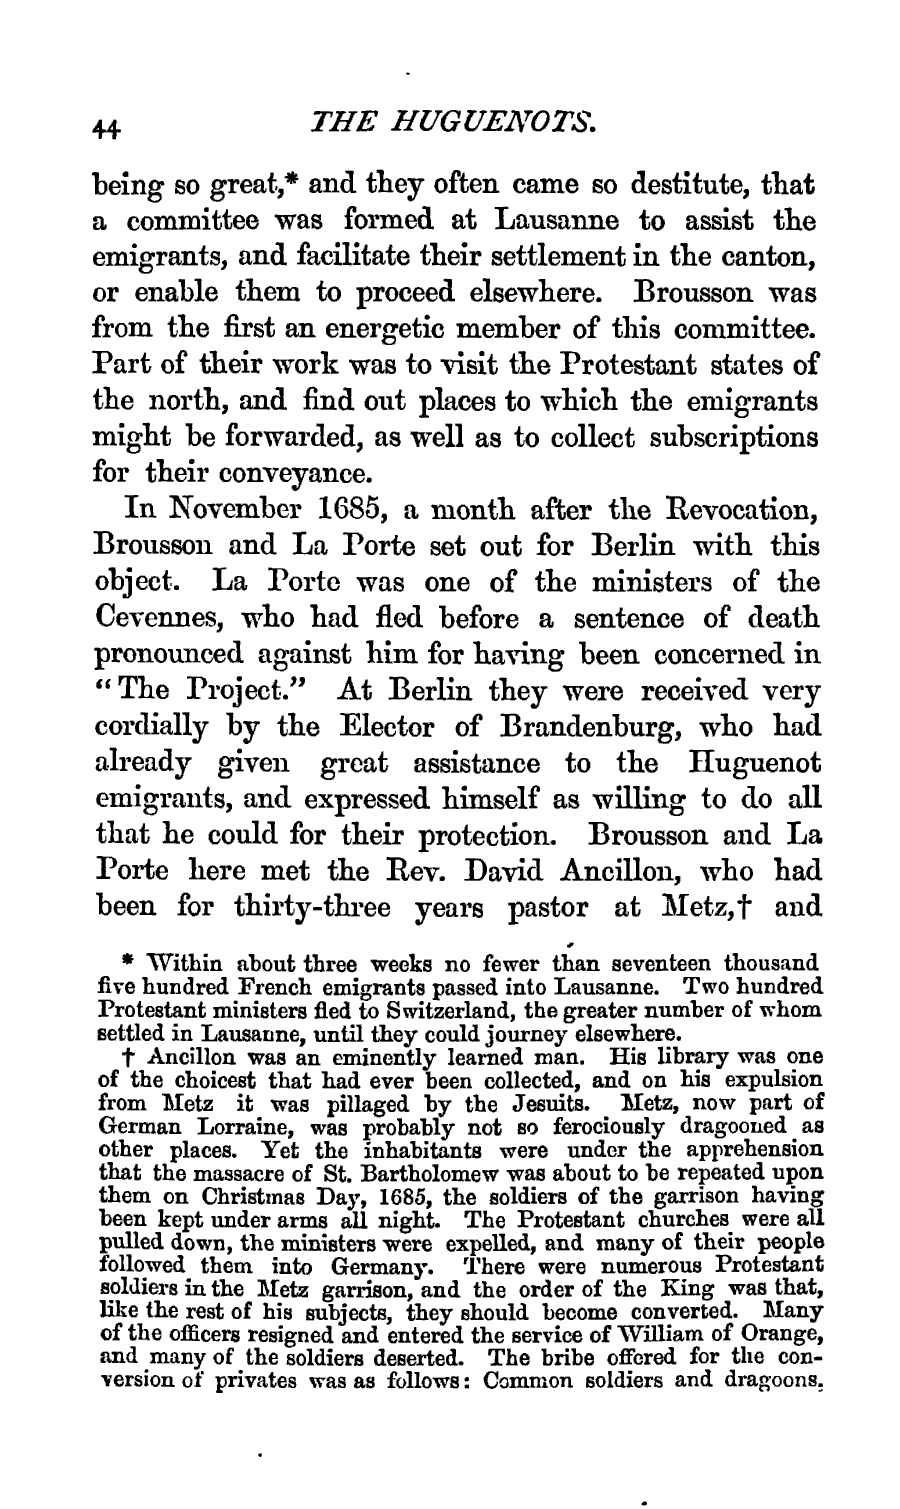 44 THE HUGUENOTS.
being so great,* and they often came so destitute, that
a committee was formed at Lausanne to assist the
emigrants, and facilitate their settlement in the canton,
or enable them to proceed elsewhere. Brousson was
from the first an energetic member of this committee.
Part of their work was to visit the Protestant states of
the north, and find out places to which the emigrants
might be forwarded, as well as to collect subscriptions
for their conveyance.
In November 1685, a month after the Revocation,
Brousson and La Porte set out for Berlin with this
object. La Porte was one of the ministers of the
Cevennes, who had fled before a sentence of death
pronounced against him for having been concerned in
“The Project.” At Berlin they were received very
cordially by the Elector of Brandenburg, who had
already given great assistance to the Huguenot
emigrants, and expressed himself as willing to do all
that he could for their protection. Brousson and La
Porte here met the Rev. David Ancillon, who had
been for thirty-three years pastor at Metz,† and
* Within about three weeks no fewer than seventeen thousand
five hundred French emigrants passed into Lausanne. Two hundred
Protestant ministers fled to Switzerland, the greater number of whom
settled in Lausanne, until they could journey elsewhere.
† Ancillon was an eminently learned man. His library was one
of the choicest that had ever been collected, and on his expulsion
from Metz it was pillaged by the Jesuits. Metz, now part of
German Lorraine, was probably not so ferociously dragooned as
other places. Yet the inhabitants were under the apprehension
that the massacre of St. Bartholomew was about to be repeated upon
them on Christmas Day, 1685, the soldiers of the garrison having
been kept under arms all night. The Protestant churches were all
pulled down, the ministers were expelled, and many of their people
followed them into Germany. There were numerous Protestant
soldiers in the Metz garrison, and the order of the King was that,
like the rest of his subjects, they should become converted. Many
of the officers resigned and entered the service of William of Orange,
and many of the soldiers deserted. The bribe offered for the con-
version of privates was as follows: Common soldiers and dragoons,